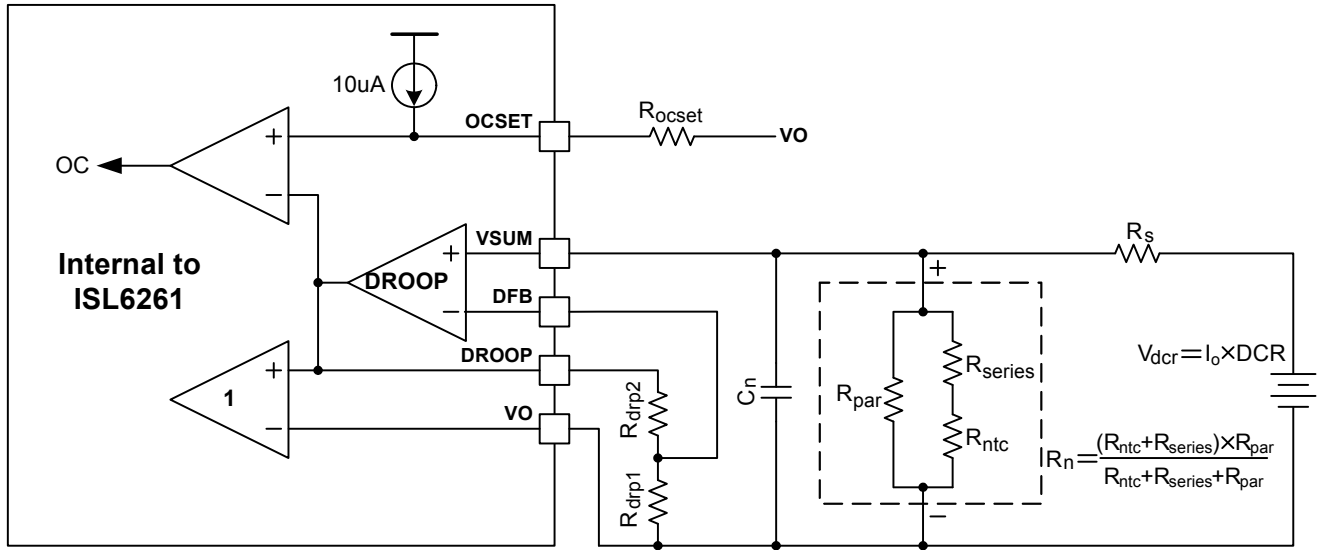 10uA
OCSET
Rocset
VO
+
−
OC
Internal to
ISL6261
VSUM
+
DROOP
−
DFB
DROOP
+
1
−
VO
Rdrp2
Rdrp1
Cn
+
Rpar
Rseries
Rntc
−
Rs
Vdcr=Io×DCR
Rn=(Rntc+Rseries)×Rpar
Rntc+Rseries+Rpar